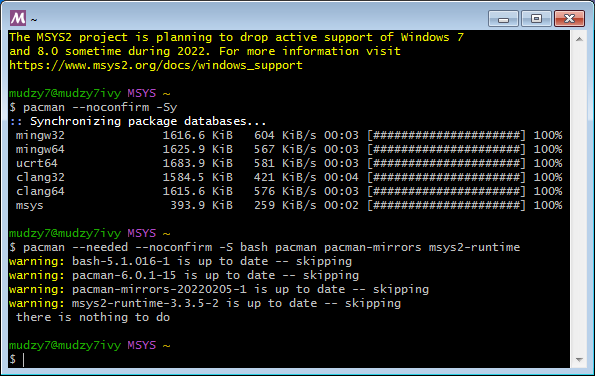 M ~
The MSYS2 project is planning to drop active support of Windows 7
and 8.0 sometime during 2022. For more information visit
https://www.msys2.org/docs/windows_support
mudzy7@mudzy7ivy MSYS ~
$ pacman --noconfirm -Sy
:: Synchronizing package databases...
mingw32 1616.6 KiB 604 KiB/s 00:03 [#####################] 100%
mingw64 1625.9 KiB 567 KiB/s 00:03 [#####################] 100%
ucrt64 1683.9 KiB 581 KiB/s 00:03 [#####################] 100%
clang32 1584.5 KiB 421 KiB/s 00:04 [#####################] 100%
clang64 1615.6 KiB 576 KiB/s 00:03 [#####################] 100%
msys 393.9 KiB 259 KiB/s 00:02 [#####################] 100%
mudzy7@mudzy7ivy MSYS ~
$ pacman --needed --noconfirm -S bash pacman pacman-mirrors msys2-runtime
warning: bash-5.1.016-1 is up to date -- skipping
warning: pacman-6.0.1-15 is up to date -- skipping
warning: pacman-mirrors-20220205-1 is up to date -- skipping
warning: msys2-runtime-3.3.5-2 is up to date -- skipping
there is nothing to do
mudzy7@mudzy7ivy MSYS ~
$